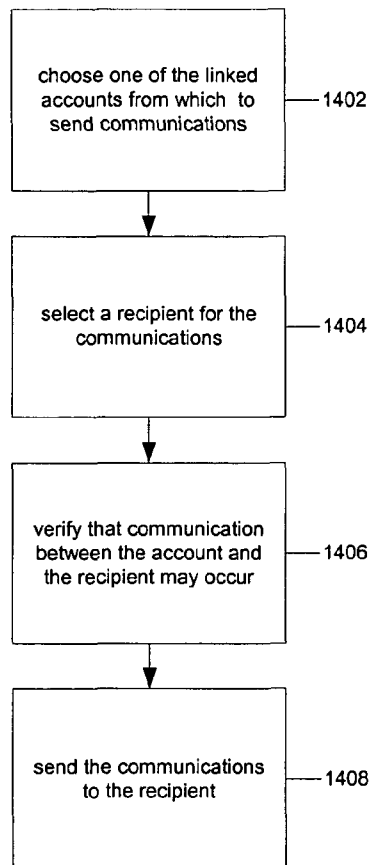 choose one of the linked
accounts from which to
send communications
1402
select a recipient for the
communications
1404
verify that communication
between the account and
the recipient may occur
1406
send the communications
to the recipient
1408